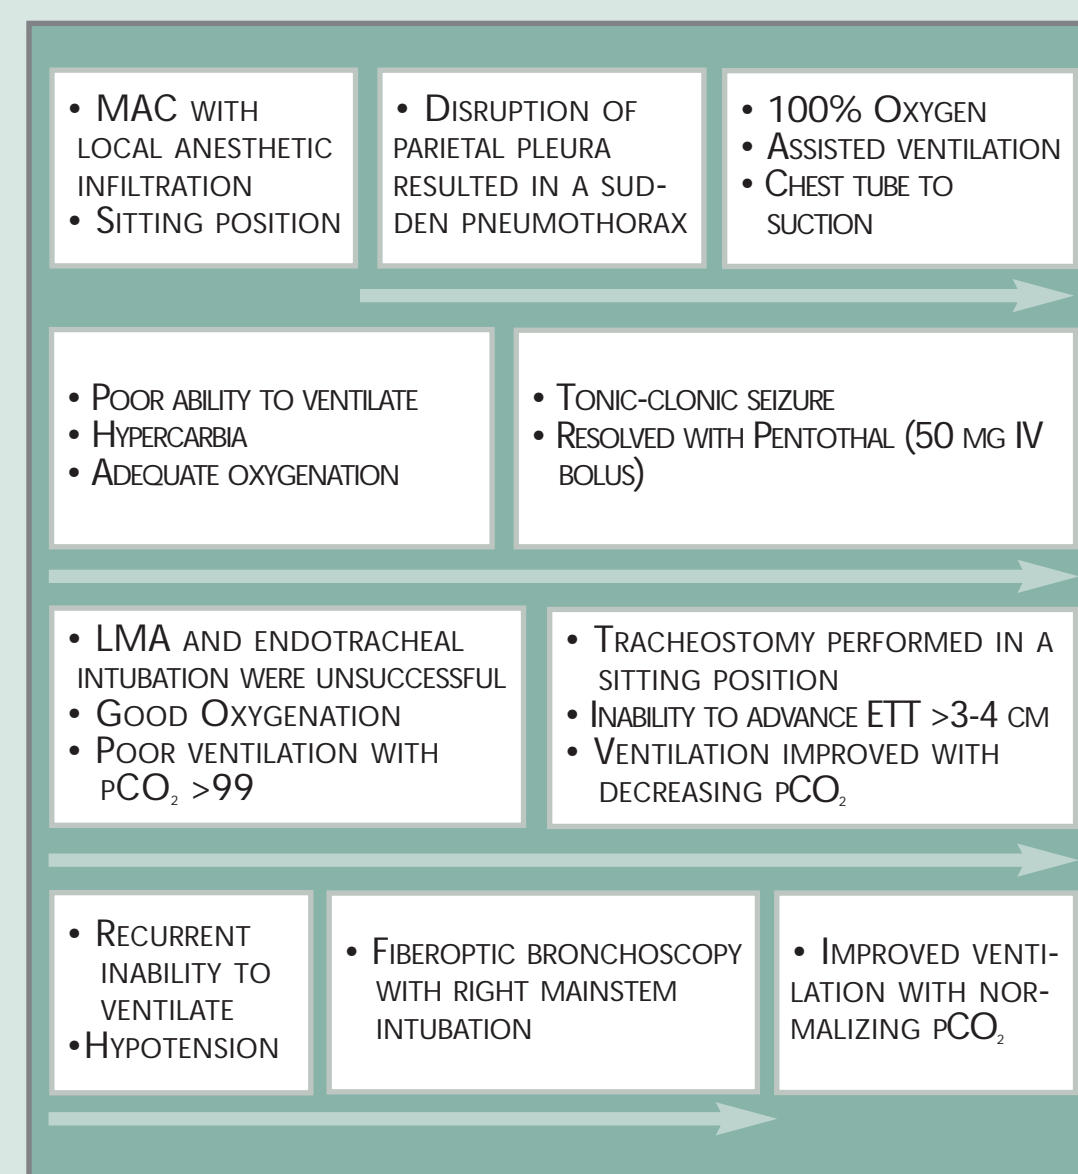 • MAC WITH
LOCAL ANESTHETIC
INFILTRATION
• SITTING POSITION
• DISRUPTION OF
PARIETAL PLEURA
RESULTED IN A SUD-
DEN PNEUMOTHORAX
• 100% OXYGEN
• ASSISTED VENTILATION
• CHEST TUBE TO
SUCTION
• POOR ABILITY TO VENTILATE
• HYPERCARBIA
• ADEQUATE OXYGENATION
• TONIC-CLONIC SEIZURE
• RESOLVED WITH PENTOTHAL (50 MG IV
BOLUS)
• LMA AND ENDOTRACHEAL
INTUBATION WERE UNSUCCESSFUL
• GOOD OXYGENATION
• POOR VENTILATION WITH
PCO₂ >99
• TRACHEOSTOMY PERFORMED IN A
SITTING POSITION
• INABILITY TO ADVANCE ETT >3-4 CM
• VENTILATION IMPROVED WITH
DECREASING PCO₂
• RECURRENT
INABILITY TO
VENTILATE
• HYPOTENSION
• FIBEROPTIC BRONCHOSCOPY
WITH RIGHT MAINSTEM
INTUBATION
• IMPROVED VENTI-
LATION WITH NOR-
MALIZING PCO₂